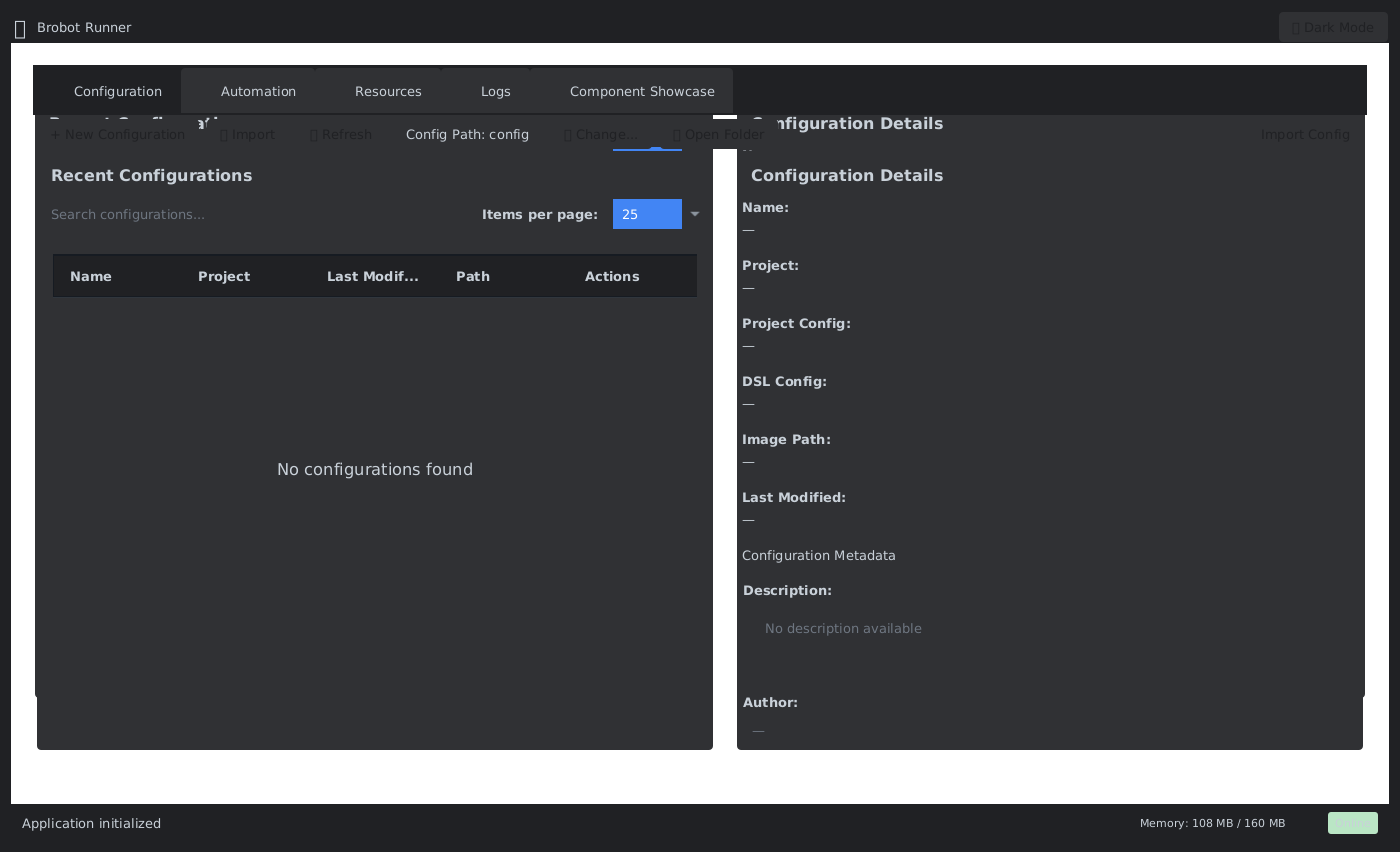 Brobot Runner
Dark Mode
Configuration
Automation
Resources
Logs
Component Showcase
Configuration Details
+ New Configuration
Import
Refresh
Config Path: config
Change...
Open Folder
Import Config
Recent Configurations
Search configurations...
Items per page:
25
Name
Project
Last Modif...
Path
Actions
No configurations found
Configuration Details
Name:
—
Project:
—
Project Config:
—
DSL Config:
—
Image Path:
—
Last Modified:
—
Configuration Metadata
Description:
No description available
Author:
—
Application initialized
Memory: 108 MB / 160 MB